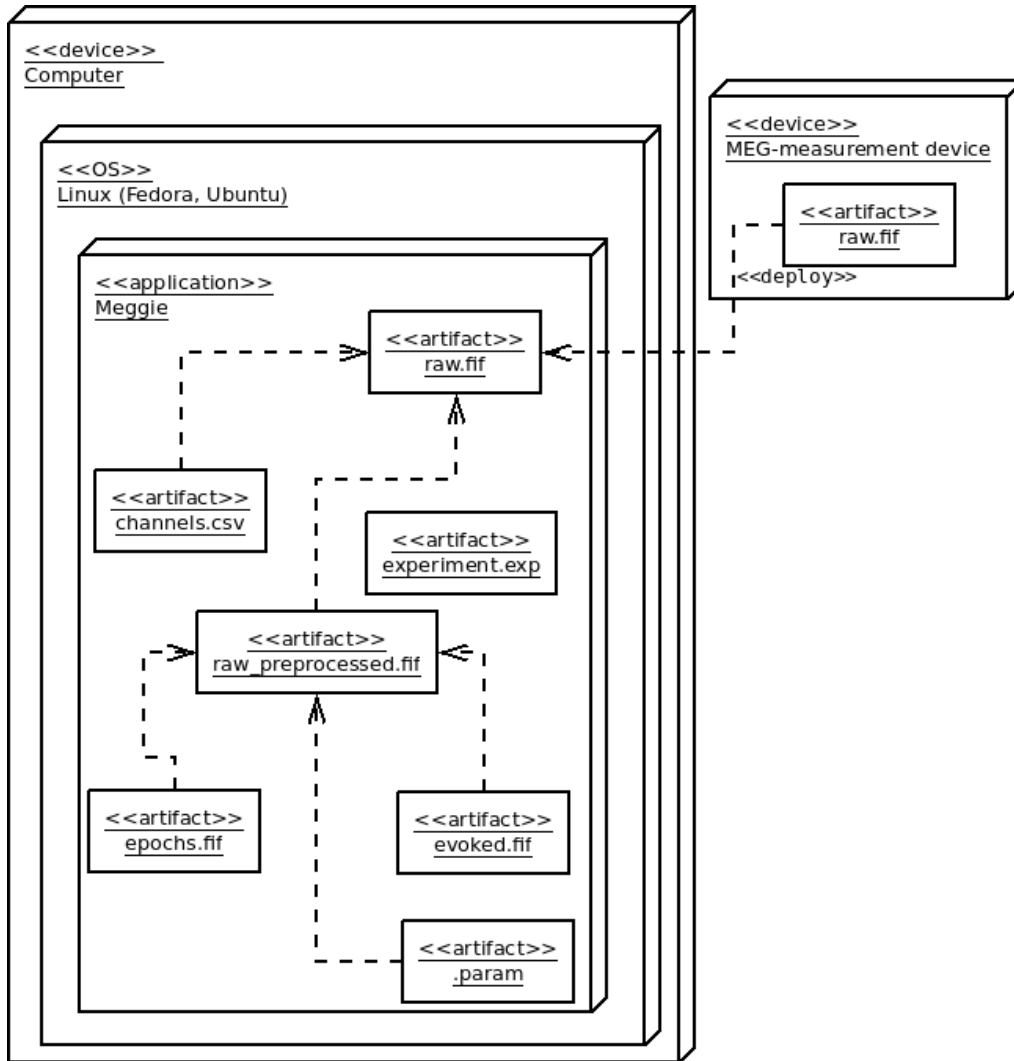 <<device>>
Computer
<<OS>>
Linux (Fedora, Ubuntu)
<<application>>
Meggie
<<artifact>>
raw.fif
<<artifact>>
channels.csv
<<artifact>>
experiment.exp
<<artifact>>
raw_preprocessed.fif
<<artifact>>
epochs.fif
<<artifact>>
evoked.fif
<<artifact>>
.param
<<device>>
MEG-measurement device
<<artifact>>
raw.fif
<<deploy>>